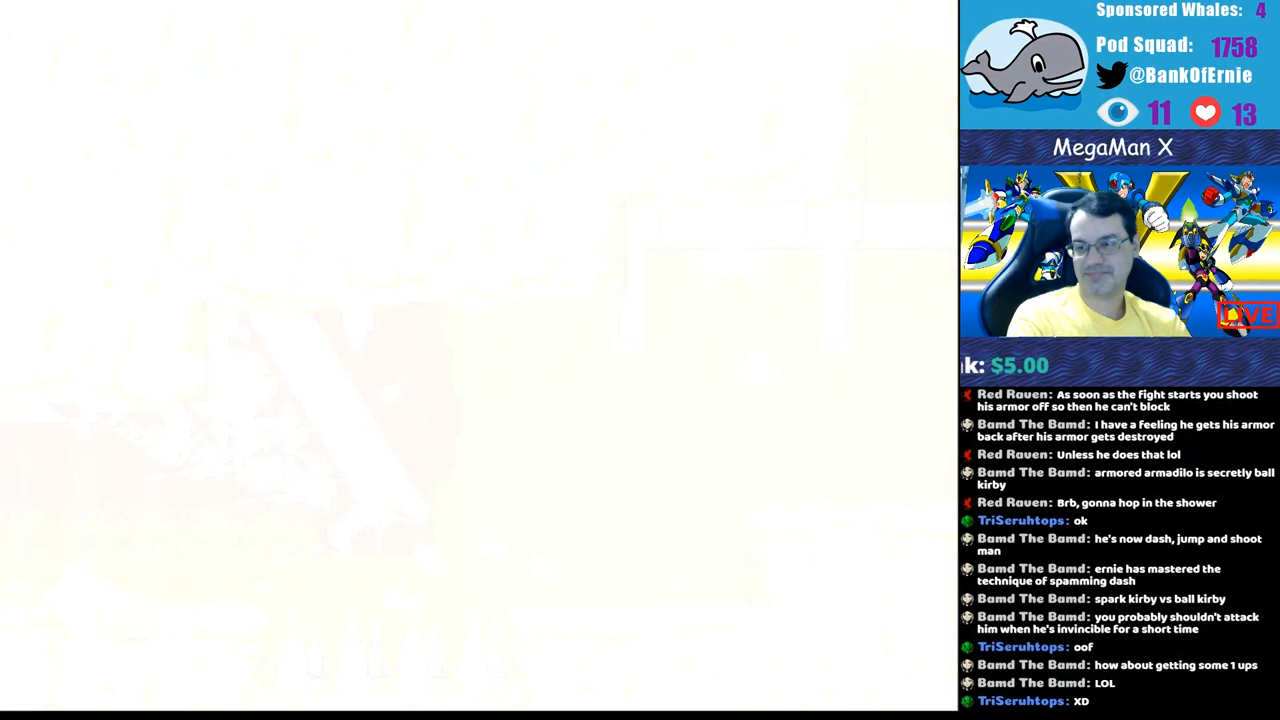 Sponsored Whales: 4
Pod Squad: 1758
@BankOfErnie
11 13
MegaMan X
LIVE
k: $5.00
Red Raven: As soon as the fight starts you shoot
his armor off so then he can't block
Bamd The Bamd: I have a feeling he gets his armor
back after his armor gets destroyed
Red Raven: Unless he does that lol
Bamd The Bamd: armored armadilo is secretly ball
kirby
Red Raven: Brb, gonna hop in the shower
TriSeruhtops: ok
Bamd The Bamd: he's now dash, jump and shoot
man
Bamd The Bamd: ernie has mastered the
technique of spamming dash
Bamd The Bamd: spark kirby vs ball kirby
Bamd The Bamd: you probably shouldn't attack
him when he's invincible for a short time
TriSeruhtops: oof
Bamd The Bamd: how about getting some 1 ups
Bamd The Bamd: LOL
TriSeruhtops: XD